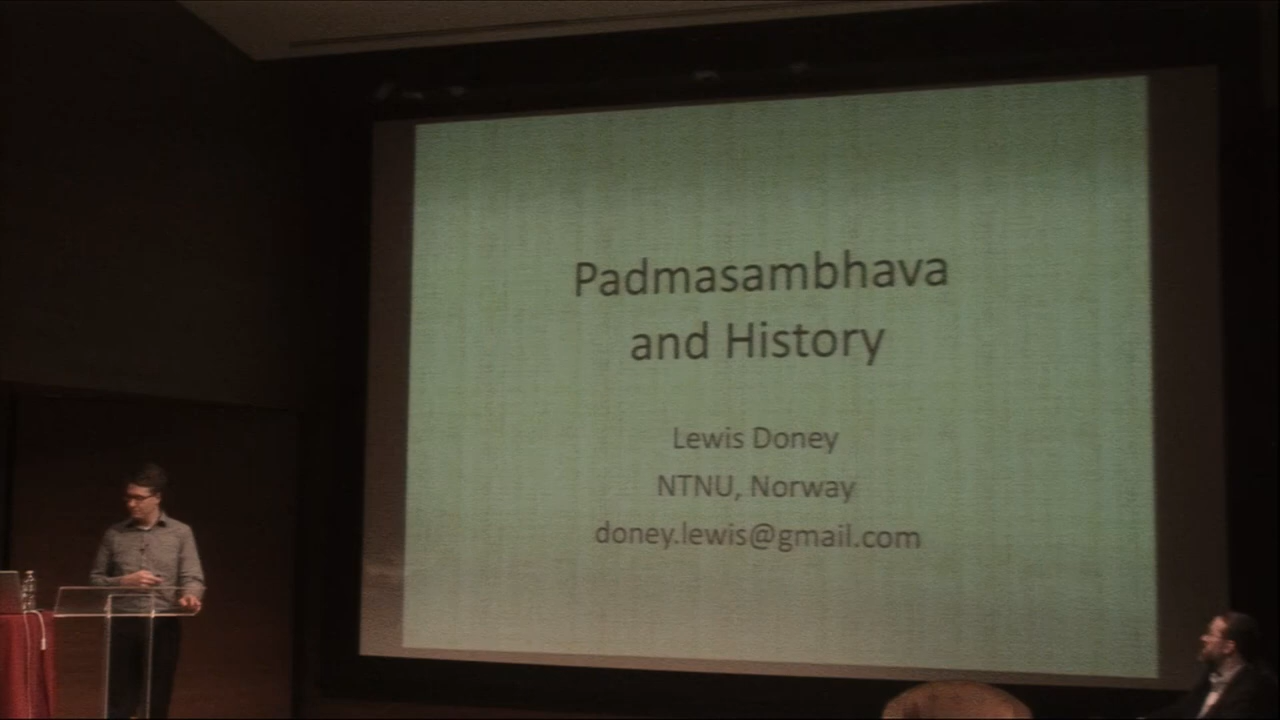 Padmasambhava
and History
Lewis Doney
NTNU, Norway
doney.lewis@gmail.com